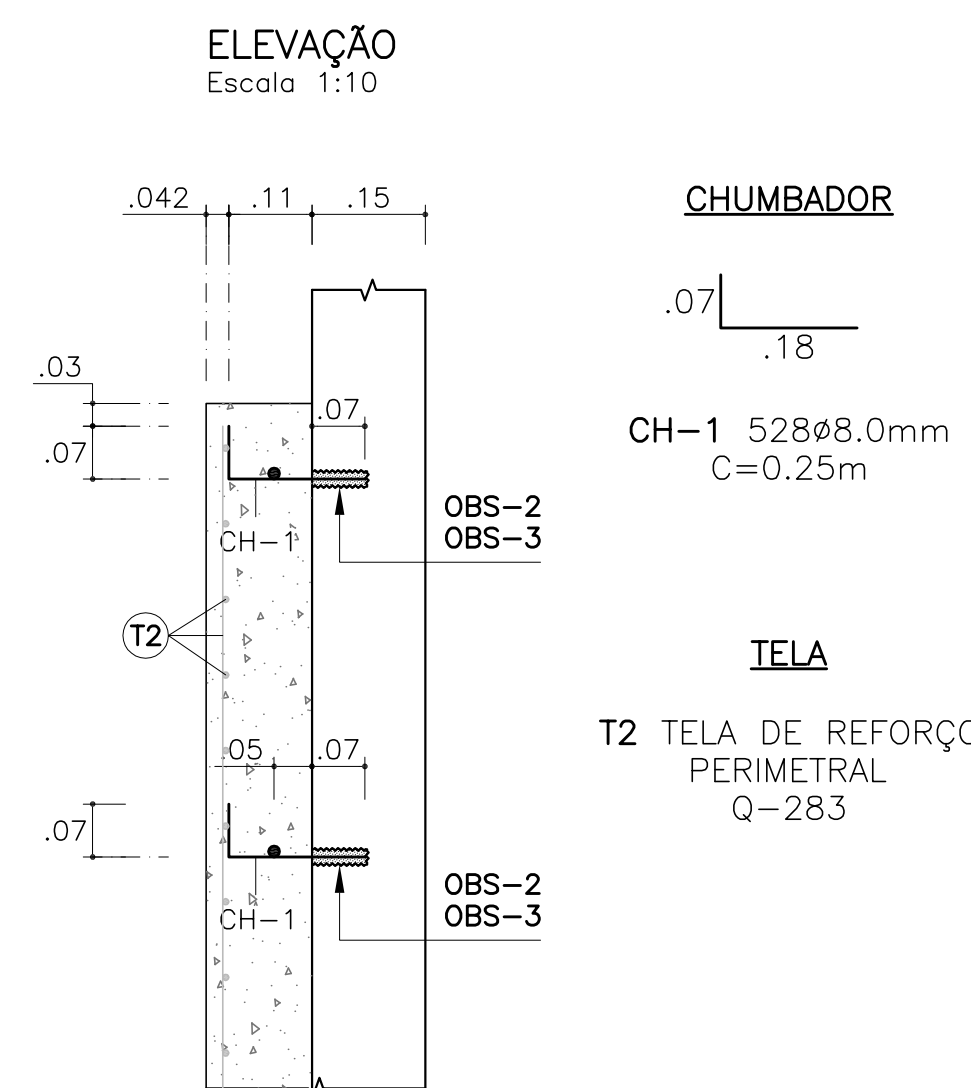 ELEVAÇÃO
Escala 1:10
.042 .11 .15
CHUMBADOR
.07
.18
.03
.07
.07
CH-1 528ø8.0mm
C=0.25m
OBS-2
OBS-3
CH-1
T2
TELA
T2 TELA DE REFORÇO
PERIMETRAL
Q-283
.05 .07
.07
OBS-2
OBS-3
CH-1